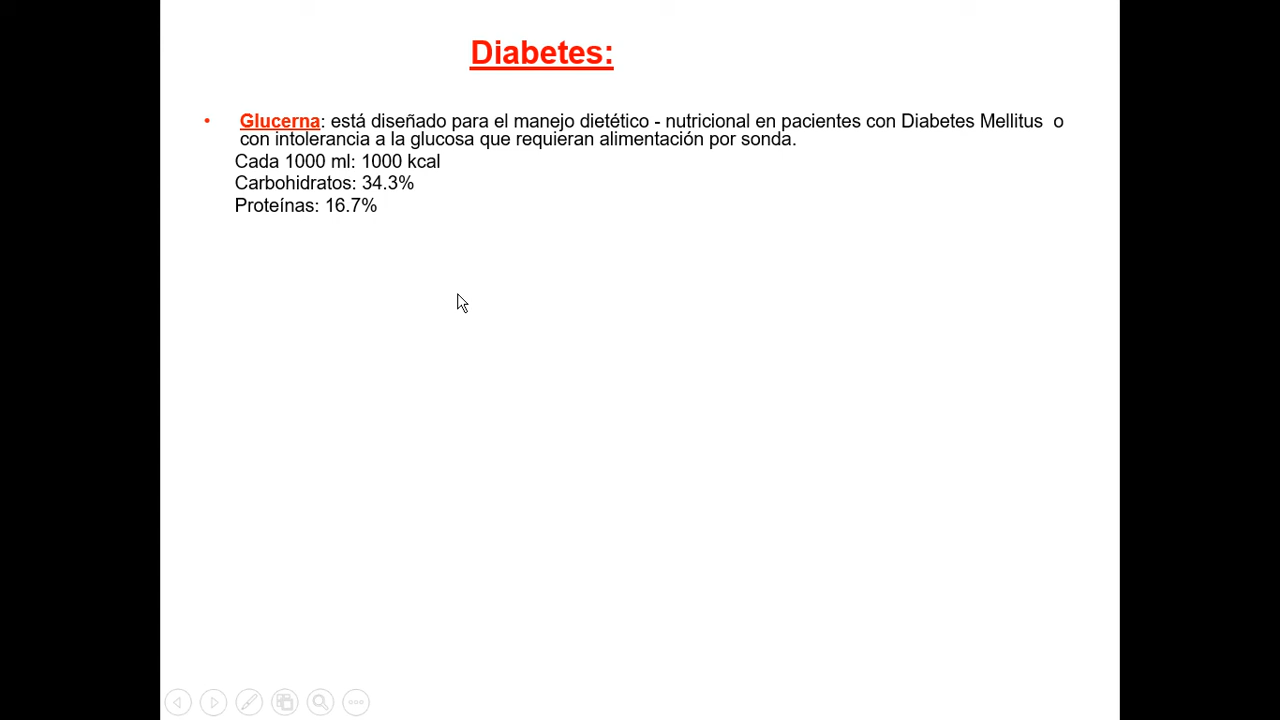 Diabetes:
• Glucerna: está diseñado para el manejo dietético - nutricional en pacientes con Diabetes Mellitus o
con intolerancia a la glucosa que requieran alimentación por sonda.
Cada 1000 ml: 1000 kcal
Carbohidratos: 34.3%
Proteínas: 16.7%